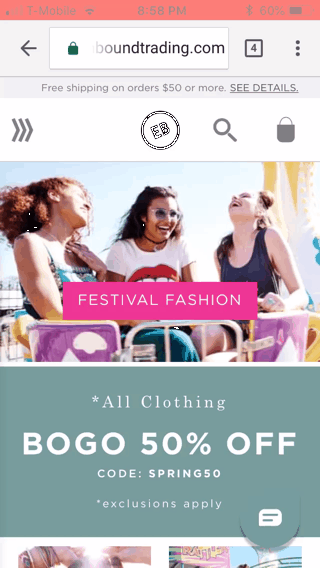 T-Mobile 8:58 PM 60%
boundtrading.com 4
Free shipping on orders $50 or more. SEE DETAILS.
EB
FESTIVAL FASHION
*All Clothing
BOGO 50% OFF
CODE: SPRING50
*exclusions apply